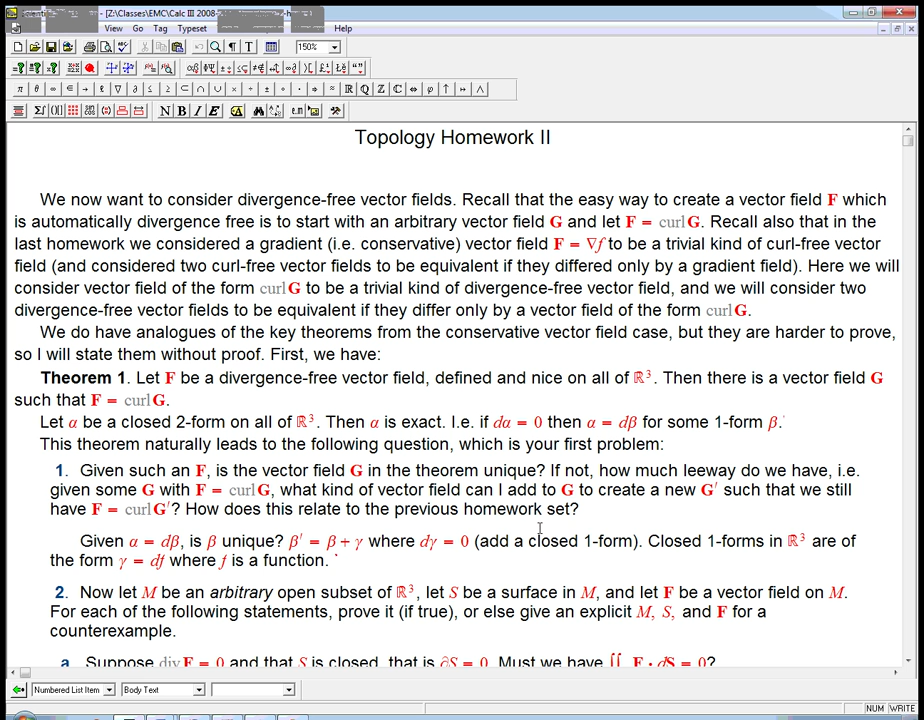 - [Z:\Classes\EMC\Calc III 2008-
View Go Tag Typeset Help
150%
π θ ∞ ∈ → ℓ ∇ ∂ ≤ ≥ ⊂ ∩ ∪ × ÷ ± ∘ · ⇒ ≈ ℝ ℚ ℤ ℂ ⇔ φ ↑ ↦ ∧
N B I E
Topology Homework II
We now want to consider divergence-free vector fields. Recall that the easy way to create a vector field F which
is automatically divergence free is to start with an arbitrary vector field G and let F = curl G. Recall also that in the
last homework we considered a gradient (i.e. conservative) vector field F = ∇f to be a trivial kind of curl-free vector
field (and considered two curl-free vector fields to be equivalent if they differed only by a gradient field). Here we will
consider vector field of the form curl G to be a trivial kind of divergence-free vector field, and we will consider two
divergence-free vector fields to be equivalent if they differ only by a vector field of the form curl G.
We do have analogues of the key theorems from the conservative vector field case, but they are harder to prove,
so I will state them without proof. First, we have:
Theorem 1. Let F be a divergence-free vector field, defined and nice on all of ℝ³. Then there is a vector field G
such that F = curl G.
Let α be a closed 2-form on all of ℝ³. Then α is exact. I.e. if dα = 0 then α = dβ for some 1-form β.
This theorem naturally leads to the following question, which is your first problem:
1. Given such an F, is the vector field G in the theorem unique? If not, how much leeway do we have, i.e.
given some G with F = curl G, what kind of vector field can I add to G to create a new G′ such that we still
have F = curl G′? How does this relate to the previous homework set?
Given α = dβ, is β unique? β′ = β + γ where dγ = 0 (add a closed 1-form). Closed 1-forms in ℝ³ are of
the form γ = df where f is a function.
2. Now let M be an arbitrary open subset of ℝ³, let S be a surface in M, and let F be a vector field on M.
For each of the following statements, prove it (if true), or else give an explicit M, S, and F for a
counterexample.
a. Suppose div F = 0 and that S is closed, that is ∂S = 0. Must we have ∬ F • dS = 0?
Numbered List Item Body Text
NUM WRITE